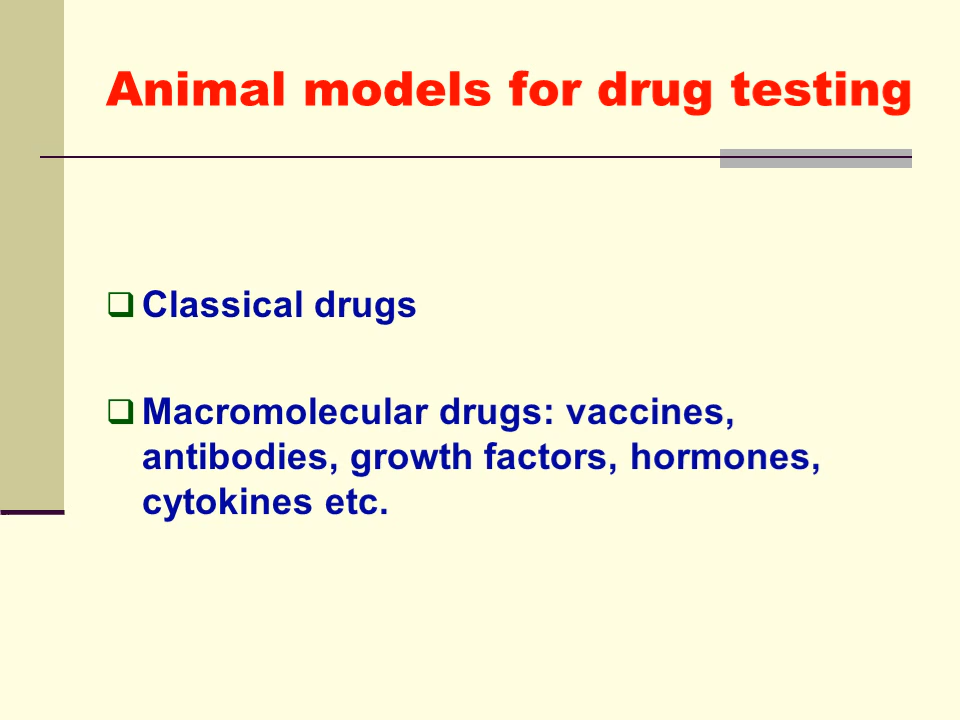 Animal models for drug testing
Classical drugs
Macromolecular drugs: vaccines,
antibodies, growth factors, hormones,
cytokines etc.